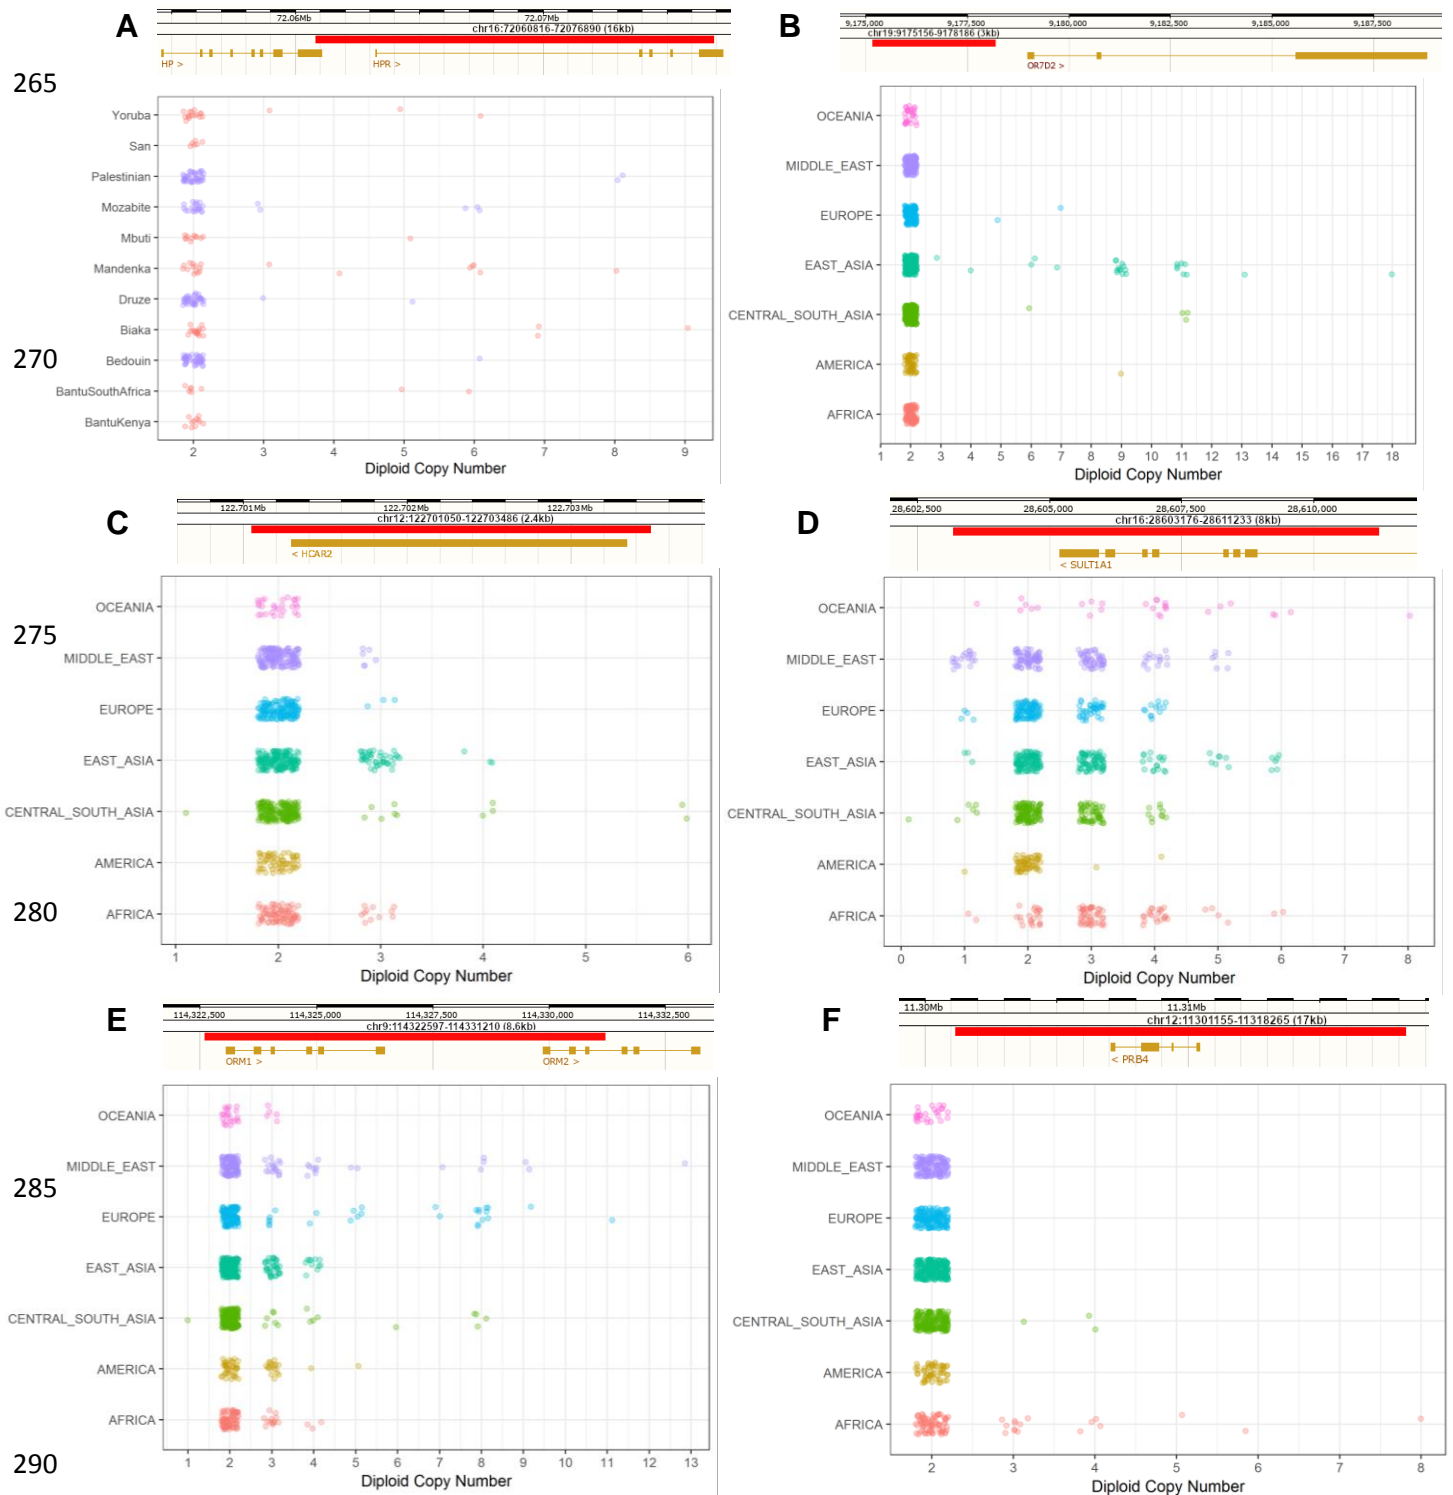 A
72.06Mb 72.07Mb
chr16:72060816-72076890 (16kb)
HP > HPR >
265
Yoruba
San
Palestinian
Mozabite
Mbuti
Mandenka
Druze
Biaka
270
Bedouin
BantuSouthAfrica
BantuKenya
2 3 4 5 6 7 8 9
Diploid Copy Number
B
9,175,000 9,177,500 9,180,000 9,182,500 9,185,000 9,187,500
chr19:9175156-9178186 (3kb)
OR7D2 >
OCEANIA
MIDDLE_EAST
EUROPE
EAST_ASIA
CENTRAL_SOUTH_ASIA
AMERICA
AFRICA
1 2 3 4 5 6 7 8 9 10 11 12 13 14 15 16 17 18
Diploid Copy Number
C
122.701Mb 122.702Mb 122.703Mb
chr12:122701050-122703486 (2.4kb)
< HCAR2
OCEANIA
275
MIDDLE_EAST
EUROPE
EAST_ASIA
CENTRAL_SOUTH_ASIA
AMERICA
280
AFRICA
1 2 3 4 5 6
Diploid Copy Number
D
28,602,500 28,605,000 28,607,500 28,610,000
chr16:28603176-28611233 (8kb)
< SULT1A1
OCEANIA
MIDDLE_EAST
EUROPE
EAST_ASIA
CENTRAL_SOUTH_ASIA
AMERICA
AFRICA
0 1 2 3 4 5 6 7 8
Diploid Copy Number
E
114,322,500 114,325,000 114,327,500 114,330,000 114,332,500
chr9:114322597-114331210 (8.6kb)
ORM1 > ORM2 >
OCEANIA
MIDDLE_EAST
285
EUROPE
EAST_ASIA
CENTRAL_SOUTH_ASIA
AMERICA
AFRICA
290
1 2 3 4 5 6 7 8 9 10 11 12 13
Diploid Copy Number
F
11.30Mb 11.31Mb
chr12:11301155-11318265 (17kb)
< PRB4
OCEANIA
MIDDLE_EAST
EUROPE
EAST_ASIA
CENTRAL_SOUTH_ASIA
AMERICA
AFRICA
2 3 4 5 6 7 8
Diploid Copy Number